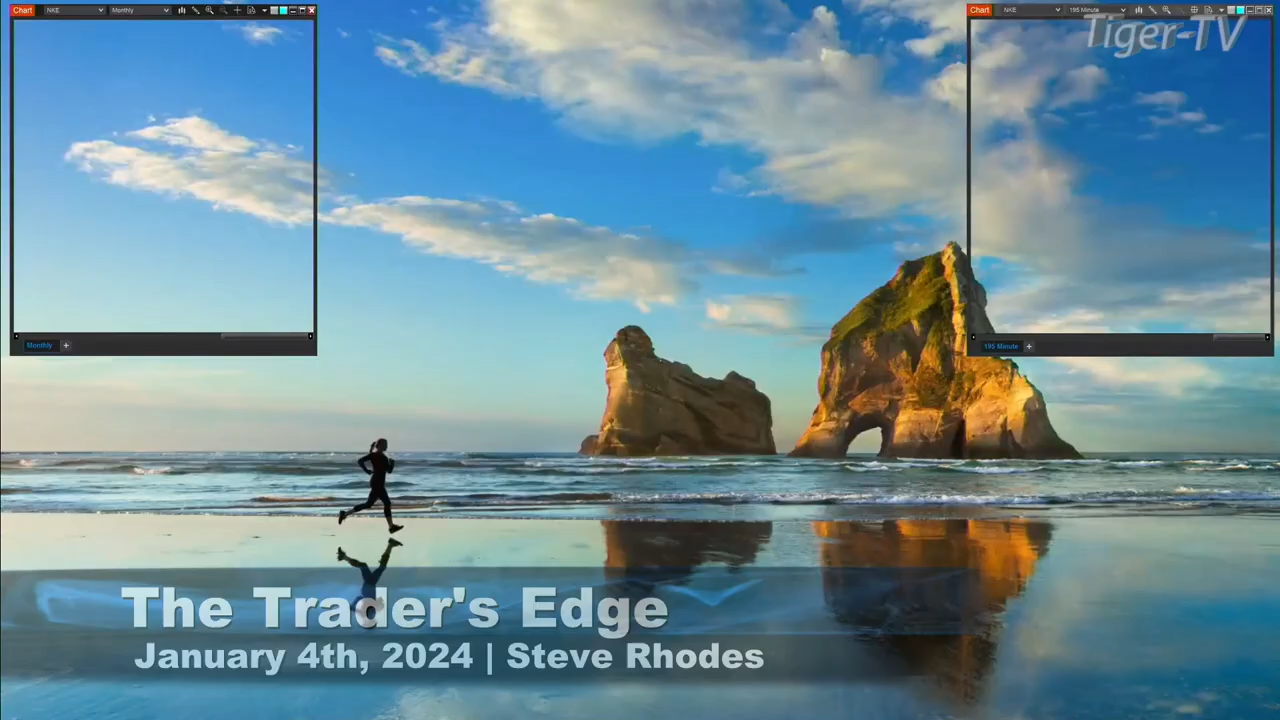 Chart NKE Monthly
Chart NKE 195 Minute
Tiger-TV
Monthly +
195 Minute +
The Trader's Edge
January 4th, 2024 | Steve Rhodes